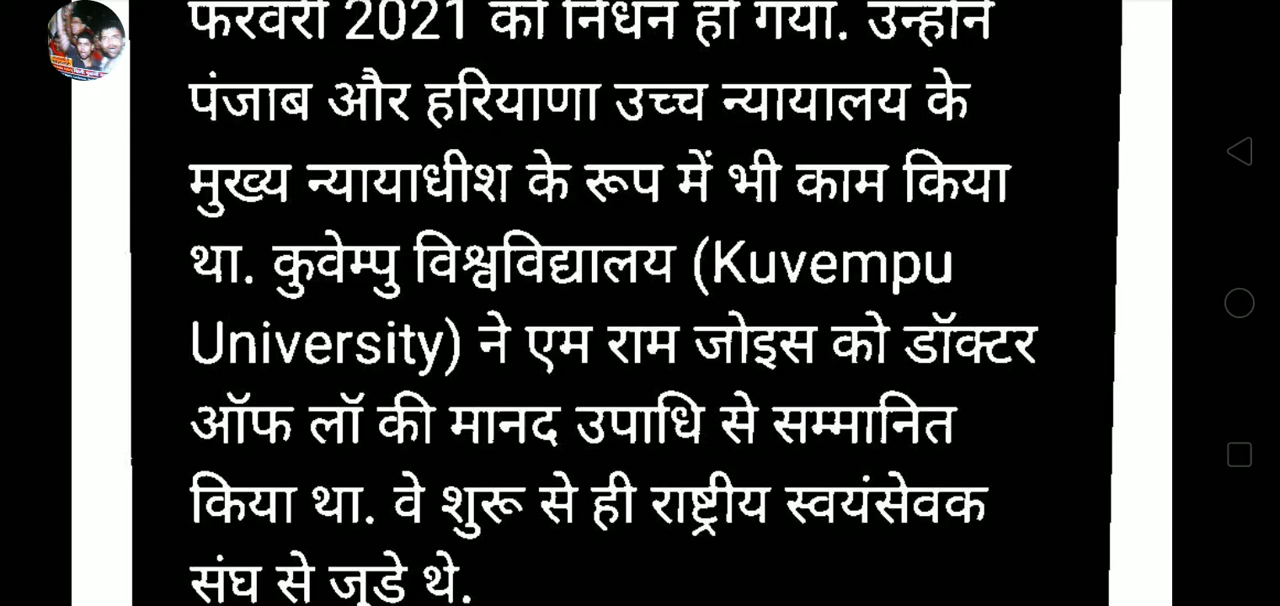 फरवरी 2021 को निधन हो गया. उन्होंने
पंजाब और हरियाणा उच्च न्यायालय के
मुख्य न्यायाधीश के रूप में भी काम किया
था. कुवेम्पु विश्वविद्यालय (Kuvempu
University) ने एम राम जोइस को डॉक्टर
ऑफ लॉ की मानद उपाधि से सम्मानित
किया था. वे शुरू से ही राष्ट्रीय स्वयंसेवक
संघ से जुड़े थे.